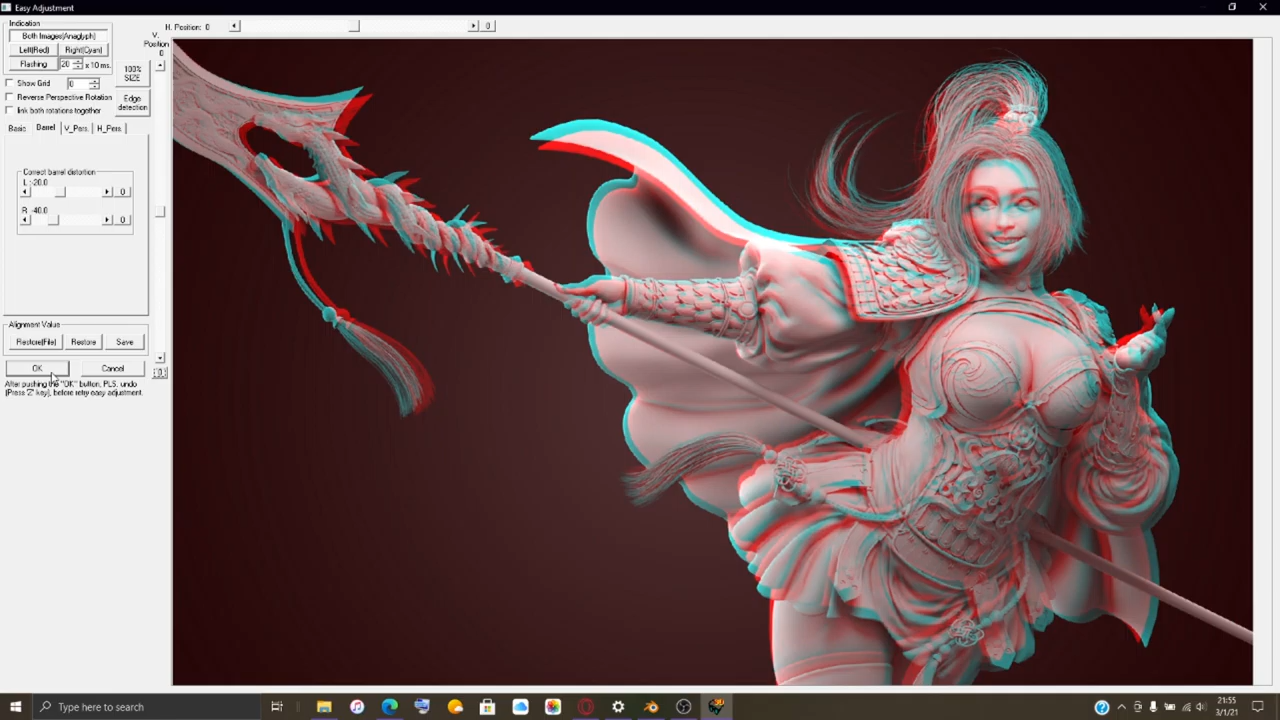 Easy Adjustment
Indication
Both Images(Anaglyph)
Left(Red) Right(Cyan)
Flashing 20 x 10 ms.
V. Position 0
H. Position: 0
0
100% SIZE
Show Grid 0
Reverse Perspective Rotation
Edge detection
link both rotations together
Basic Barrel V_Pers. H_Pers.
Correct barrel distortion
L :-20.0
0
R :-40.0
0
Alignment Value
Restore(File) Restore Save
OK Cancel
0
After pushing the "OK" button, PLS. undo
(Press 'Z' key), before retry easy adjustment.
Type here to search
21:55
3/1/21